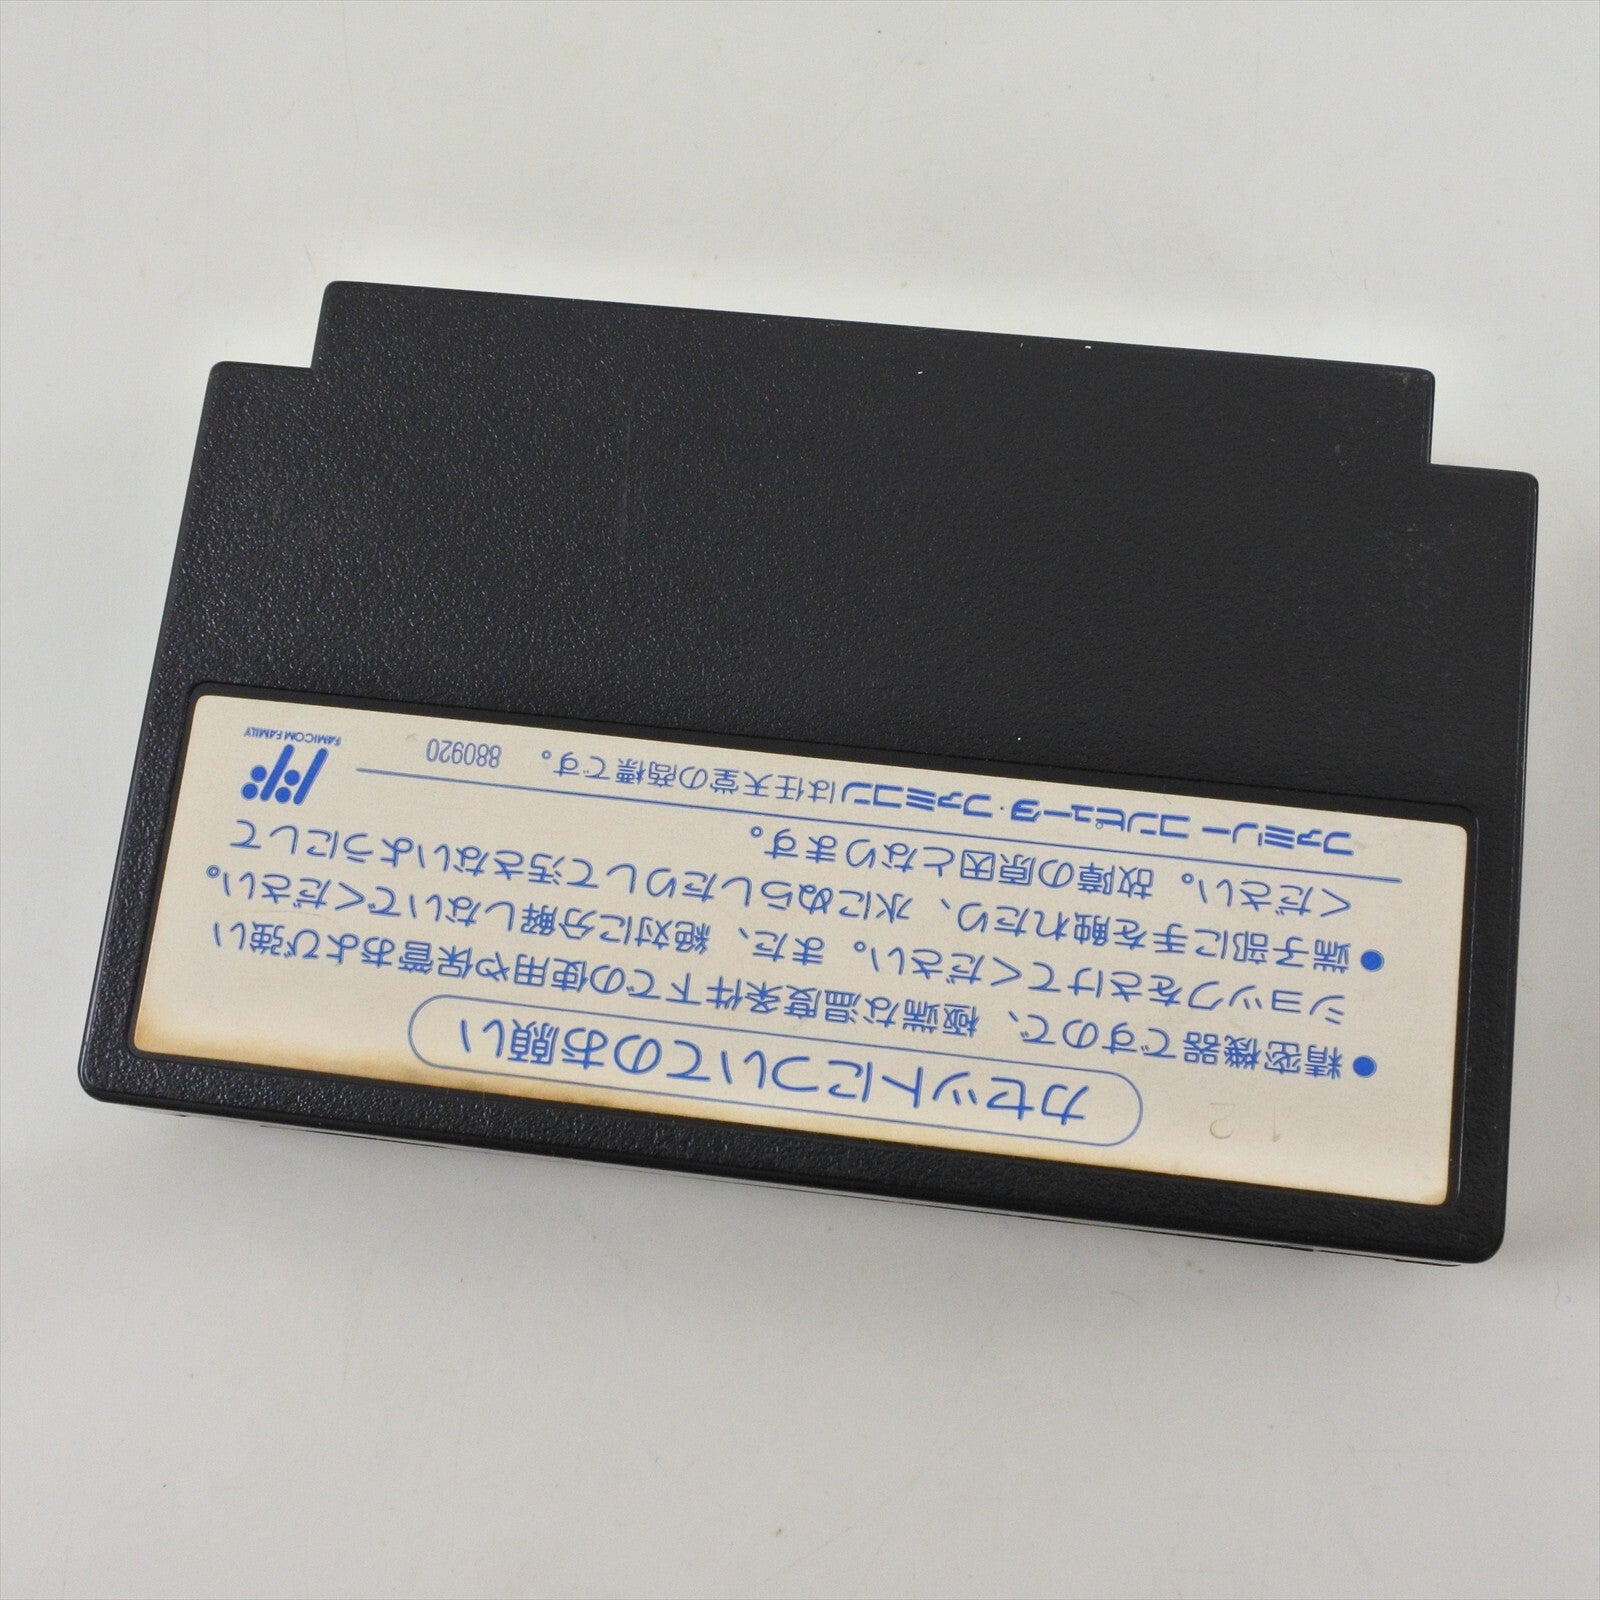 12
カセットについてのお願い
●精密機器ですので、極端な温度条件下での使用や保管および強い
ショックをさけてください。また、絶対に分解しないでください。
●端子部に手を触れたり、水にぬらしたりして汚さないようにして
ください。故障の原因となります。
ファミリーコンピュータ・ファミコンは任天堂の商標です。 880920
FAMICOM FAMILY